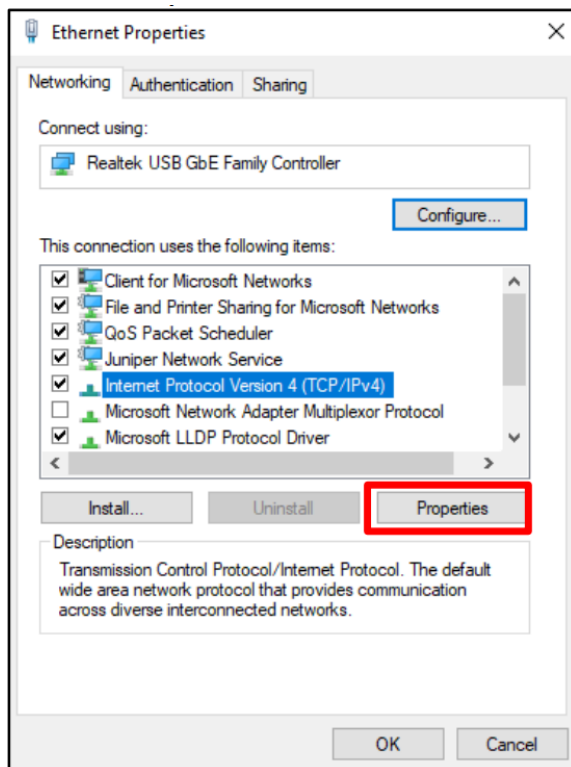 Ethernet Properties
Networking
Authentication
Sharing
Connect using:
Realtek USB GbE Family Controller
Configure...
This connection uses the following items:
Client for Microsoft Networks
File and Printer Sharing for Microsoft Networks
QoS Packet Scheduler
Juniper Network Service
Internet Protocol Version 4 (TCP/IPv4)
Microsoft Network Adapter Multiplexor Protocol
Microsoft LLDP Protocol Driver
Install...
Uninstall
Properties
Description
Transmission Control Protocol/Internet Protocol. The default
wide area network protocol that provides communication
across diverse interconnected networks.
OK
Cancel